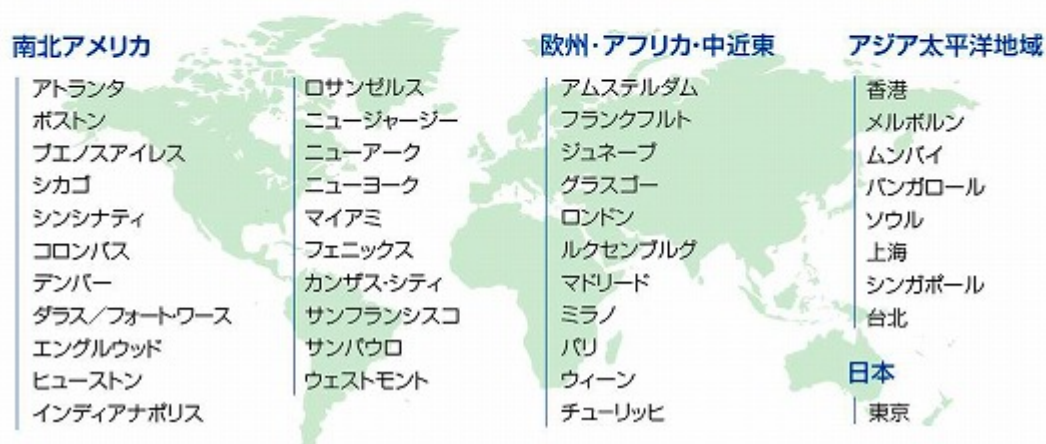 南北アメリカ
アトランタ
ボストン
ブエノスアイレス
シカゴ
シンシナティ
コロンバス
デンバー
ダラス／フォートワース
エングルウッド
ヒューストン
インディアナポリス
ロサンゼルス
ニュージャージー
ニューアーク
ニューヨーク
マイアミ
フェニックス
カンザス・シティ
サンフランシスコ
サンパウロ
ウェストモント
欧州・アフリカ・中近東
アムステルダム
フランクフルト
ジュネーブ
グラスゴー
ロンドン
ルクセンブルグ
マドリード
ミラノ
パリ
ウィーン
チューリッヒ
アジア太平洋地域
香港
メルボルン
ムンバイ
バンガロール
ソウル
上海
シンガポール
台北
日本
東京